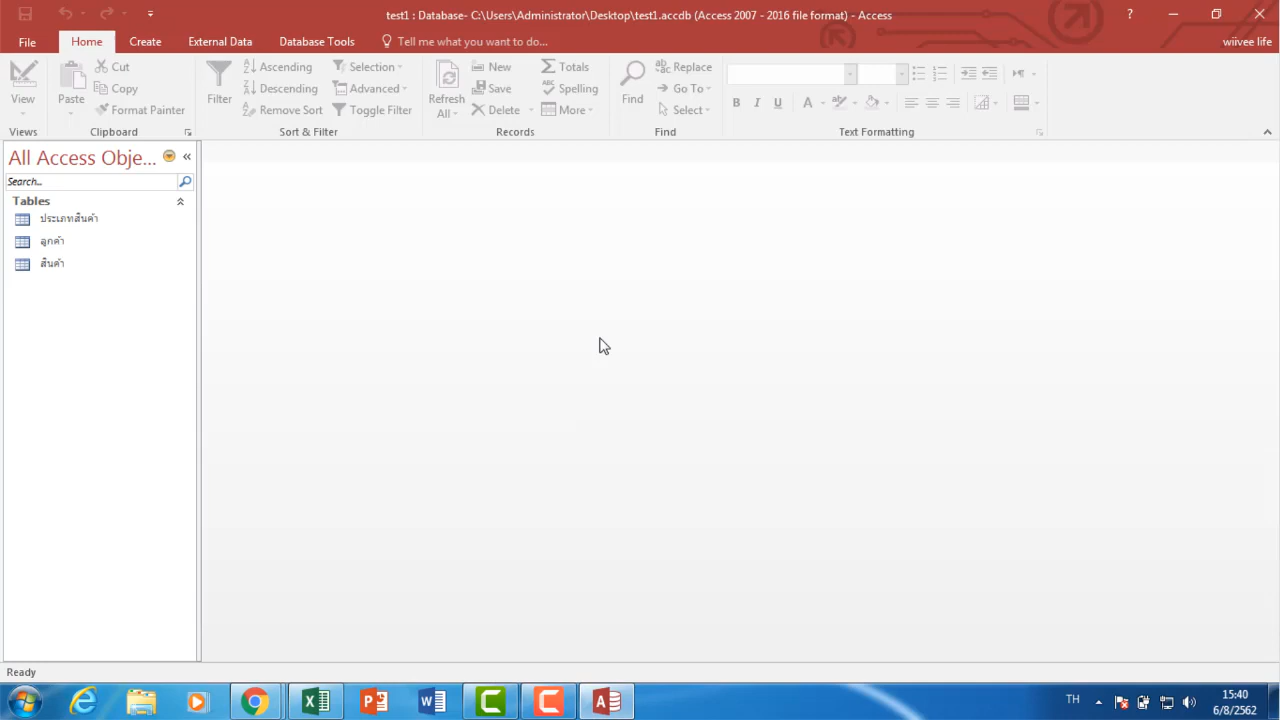 test1 : Database- C:\Users\Administrator\Desktop\test1.accdb (Access 2007 - 2016 file format) - Access
?
File Home Create External Data Database Tools Tell me what you want to do... wiivee life
View
Views
Paste
Cut
Copy
Format Painter
Clipboard
Filter
Ascending
Descending
Remove Sort
Selection
Advanced
Toggle Filter
Sort & Filter
Refresh
All
New
Save
Delete
Totals
Spelling
More
Records
Find
Replace
Go To
Select
Find
B I U A
Text Formatting
All Access Obje...
Search...
Tables
ประเภทสินค้า
ลูกค้า
สินค้า
Ready
TH
15:40
6/8/2562